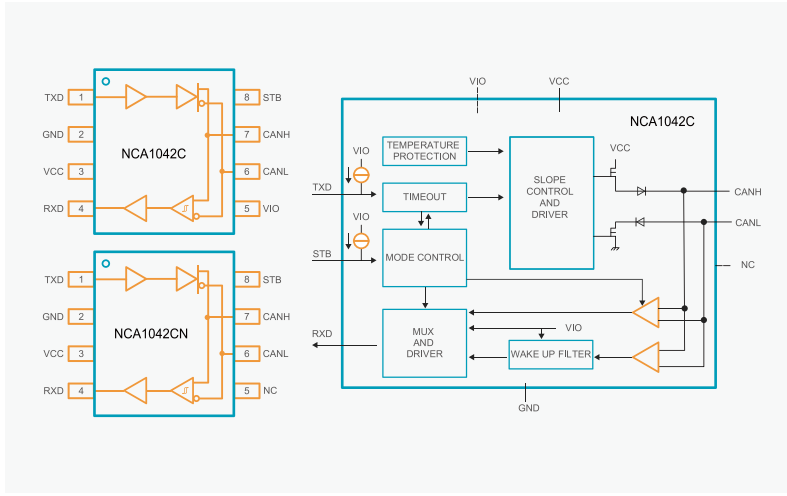 TXD 1 8 STB
GND 2 NCA1042C 7 CANH
VCC 3 6 CANL
RXD 4 5 VIO
TXD 1 8 STB
GND 2 NCA1042CN 7 CANH
VCC 3 6 CANL
RXD 4 5 NC
VIO
VCC
NCA1042C
VIO
TEMPERATURE
PROTECTION
TXD
TIMEOUT
VIO
STB
MODE CONTROL
SLOPE
CONTROL
AND
DRIVER
VCC
CANH
CANL
NC
RXD
MUX
AND
DRIVER
VIO
WAKE UP FILTER
GND